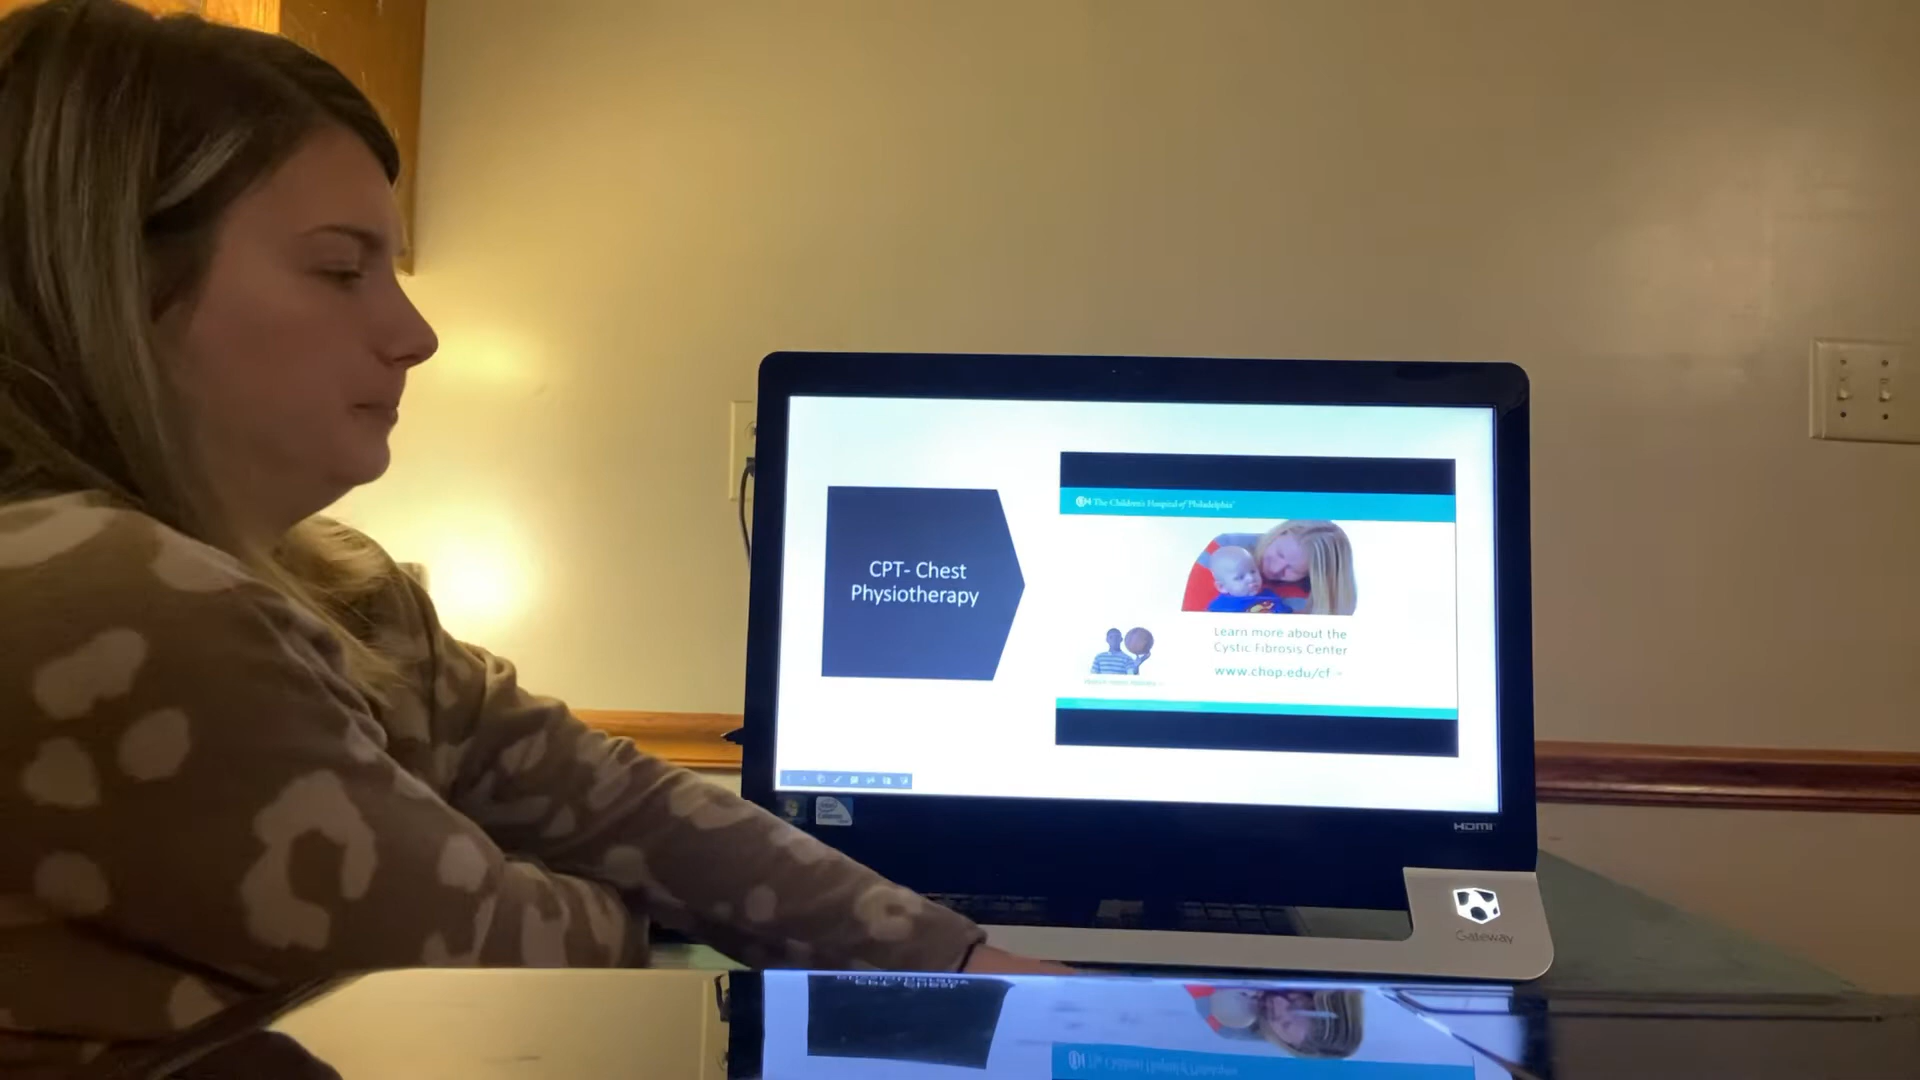 CPT- Chest
Physiotherapy
The Children's Hospital of Philadelphia
Learn more about the
Cystic Fibrosis Center
www.chop.edu/cf
HDMI
Gateway